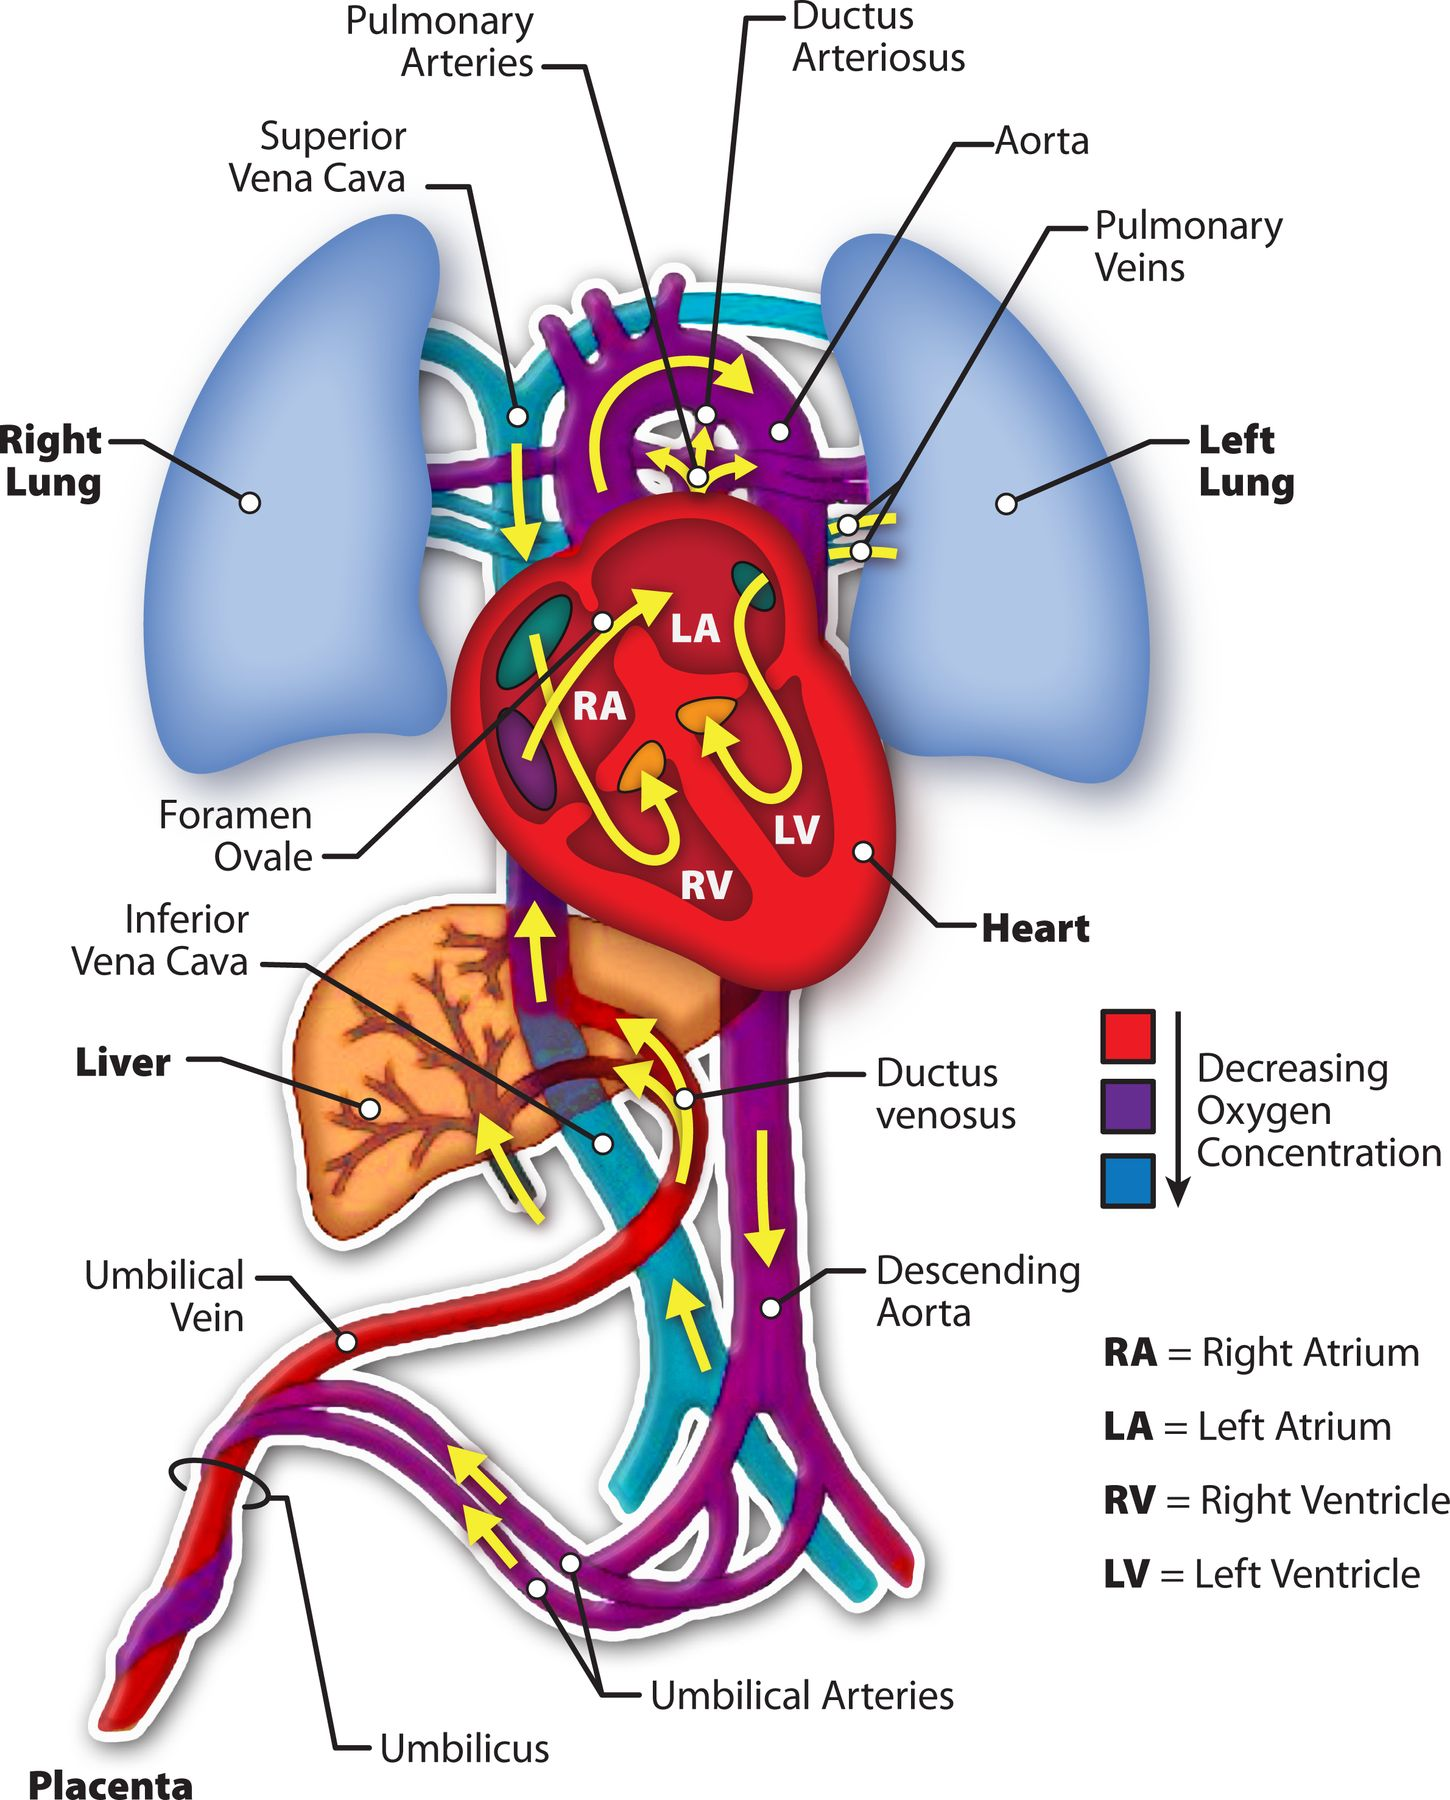 Pulmonary
Arteries
Ductus
Arteriosus
Superior
Vena Cava
Aorta
Pulmonary
Veins
Right
Lung
Left
Lung
LA
RA
LV
RV
Foramen
Ovale
Heart
Inferior
Vena Cava
Liver
Ductus
venosus
Decreasing
Oxygen
Concentration
Umbilical
Vein
Descending
Aorta
RA = Right Atrium
LA = Left Atrium
RV = Right Ventricle
LV = Left Ventricle
Umbilical Arteries
Umbilicus
Placenta